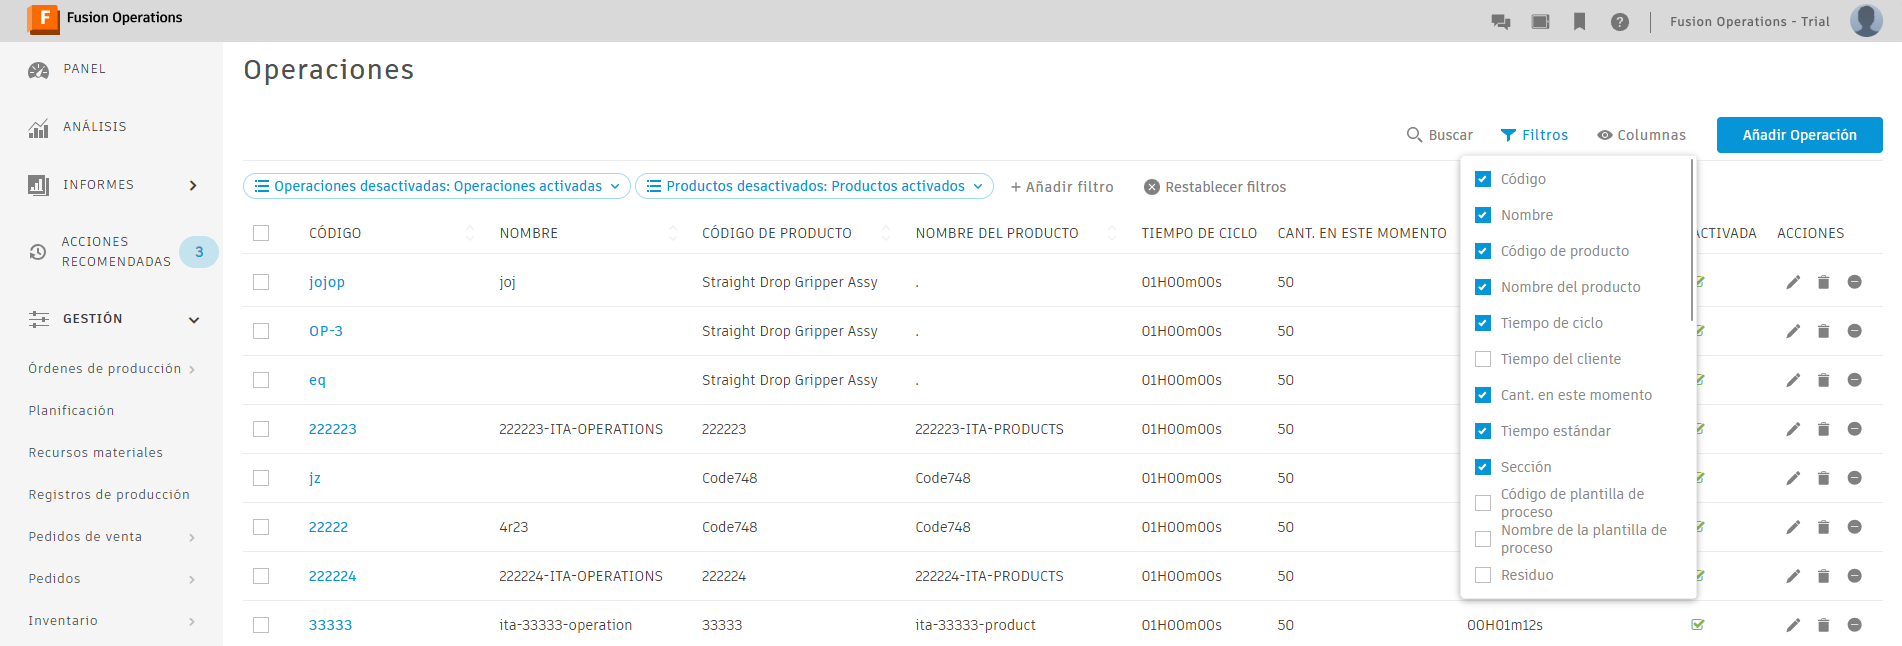 F Fusion Operations
Fusion Operations - Trial
PANEL
ANÁLISIS
INFORMES
ACCIONES
RECOMENDADAS
3
GESTIÓN
Órdenes de producción
Planificación
Recursos materiales
Registros de producción
Pedidos de venta
Pedidos
Inventario
Operaciones
Buscar Filtros Columnas Añadir Operación
Operaciones desactivadas: Operaciones activadas Productos desactivados: Productos activados + Añadir filtro Restablecer filtros
CÓDIGO NOMBRE CÓDIGO DE PRODUCTO NOMBRE DEL PRODUCTO TIEMPO DE CICLO CANT. EN ESTE MOMENTO CTIVADA ACCIONES
jojop joj Straight Drop Gripper Assy . 01H00m00s 50
OP-3 Straight Drop Gripper Assy . 01H00m00s 50
eq Straight Drop Gripper Assy . 01H00m00s 50
222223 222223-ITA-OPERATIONS 222223 222223-ITA-PRODUCTS 01H00m00s 50
jz Code748 Code748 01H00m00s 50
22222 4r23 Code748 Code748 01H00m00s 50
222224 222224-ITA-OPERATIONS 222224 222224-ITA-PRODUCTS 01H00m00s 50
33333 ita-33333-operation 33333 ita-33333-product 01H00m00s 50 00H01m12s
Código
Nombre
Código de producto
Nombre del producto
Tiempo de ciclo
Tiempo del cliente
Cant. en este momento
Tiempo estándar
Sección
Código de plantilla de
proceso
Nombre de la plantilla de
proceso
Residuo